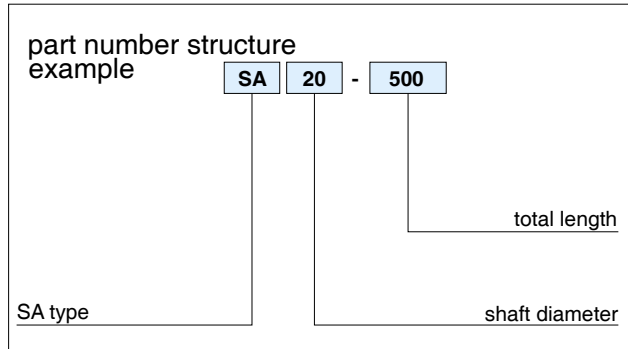 part number structure
example
SA 20 - 500
total length
SA type shaft diameter